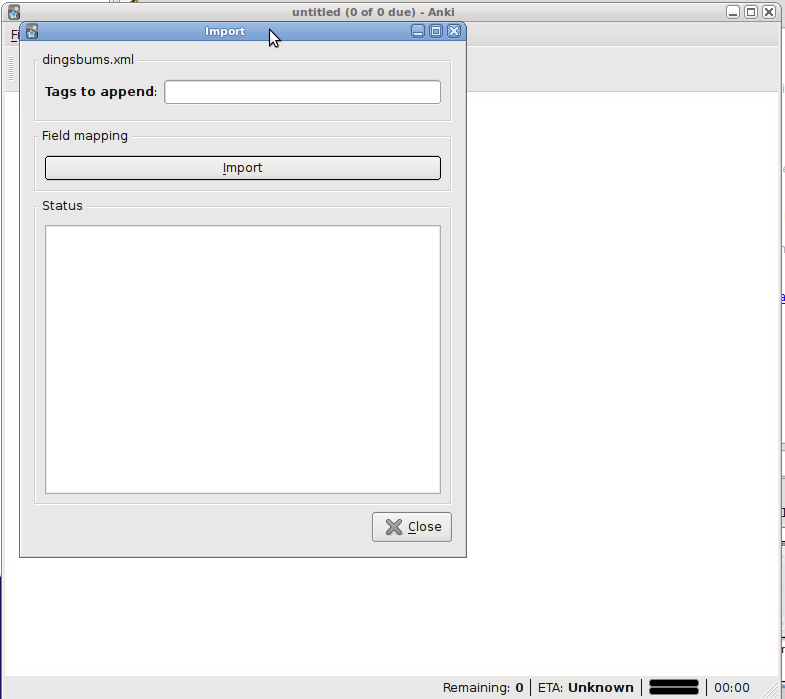 untitled (0 of 0 due) - Anki
Import
dingsbums.xml
Tags to append:
Field mapping
Import
Status
Close
Remaining: 0 ETA: Unknown 00:00